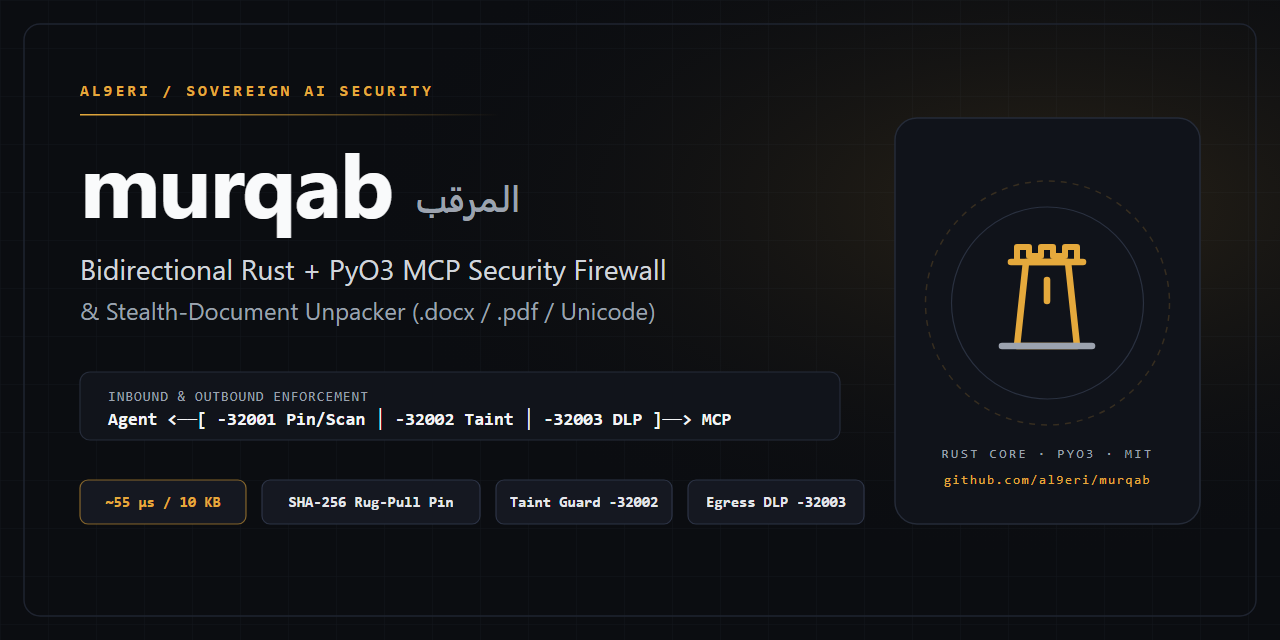 AL9ERI / SOVEREIGN AI SECURITY
murqab المرقب
Bidirectional Rust + PyO3 MCP Security Firewall
& Stealth-Document Unpacker (.docx / .pdf / Unicode)
INBOUND & OUTBOUND ENFORCEMENT
Agent <──[ -32001 Pin/Scan │ -32002 Taint │ -32003 DLP ]──> MCP
~55 µs / 10 KB
SHA-256 Rug-Pull Pin
Taint Guard -32002
Egress DLP -32003
RUST CORE · PYO3 · MIT
github.com/al9eri/murqab